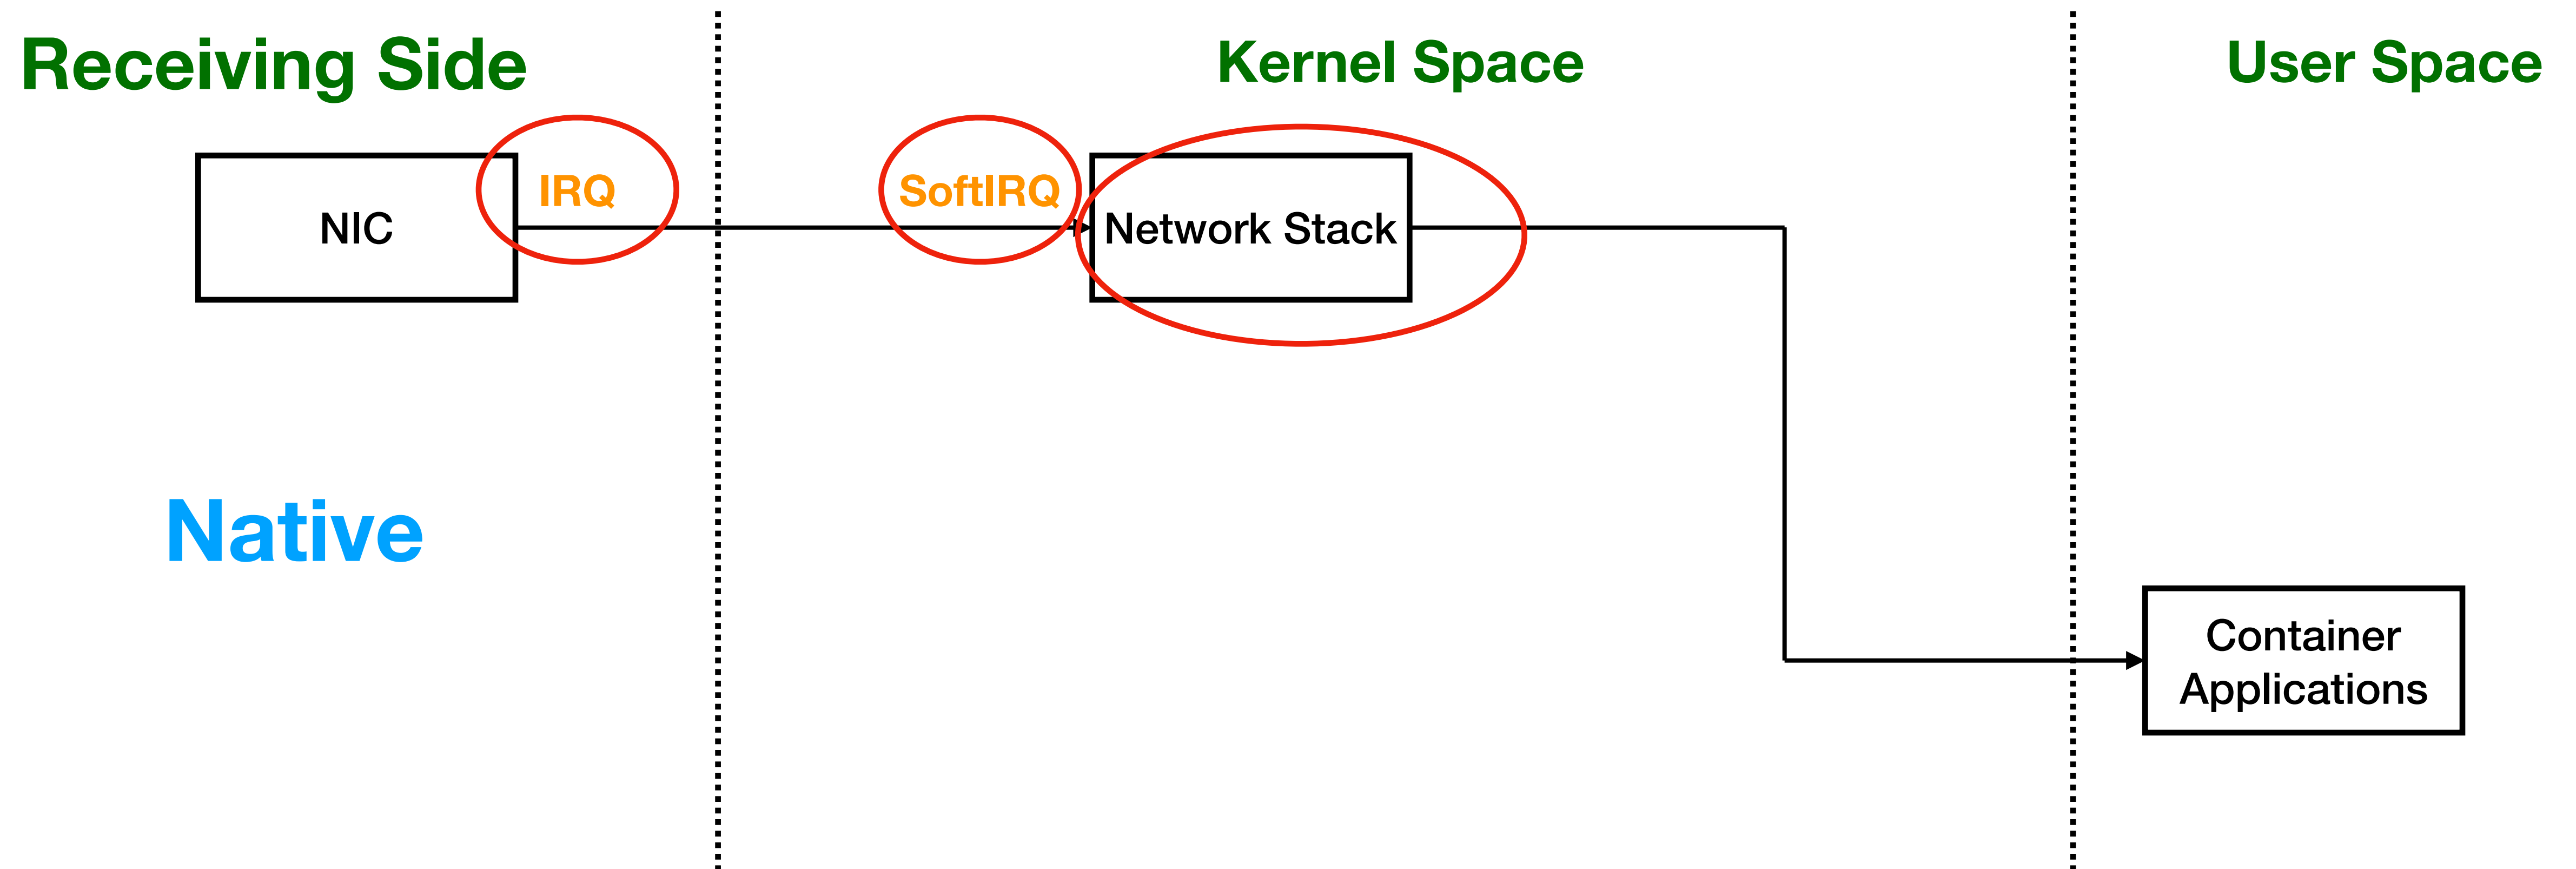 Receiving Side
Kernel Space
User Space
IRQ
SoftIRQ
NIC
Network Stack
Native
Container
Applications